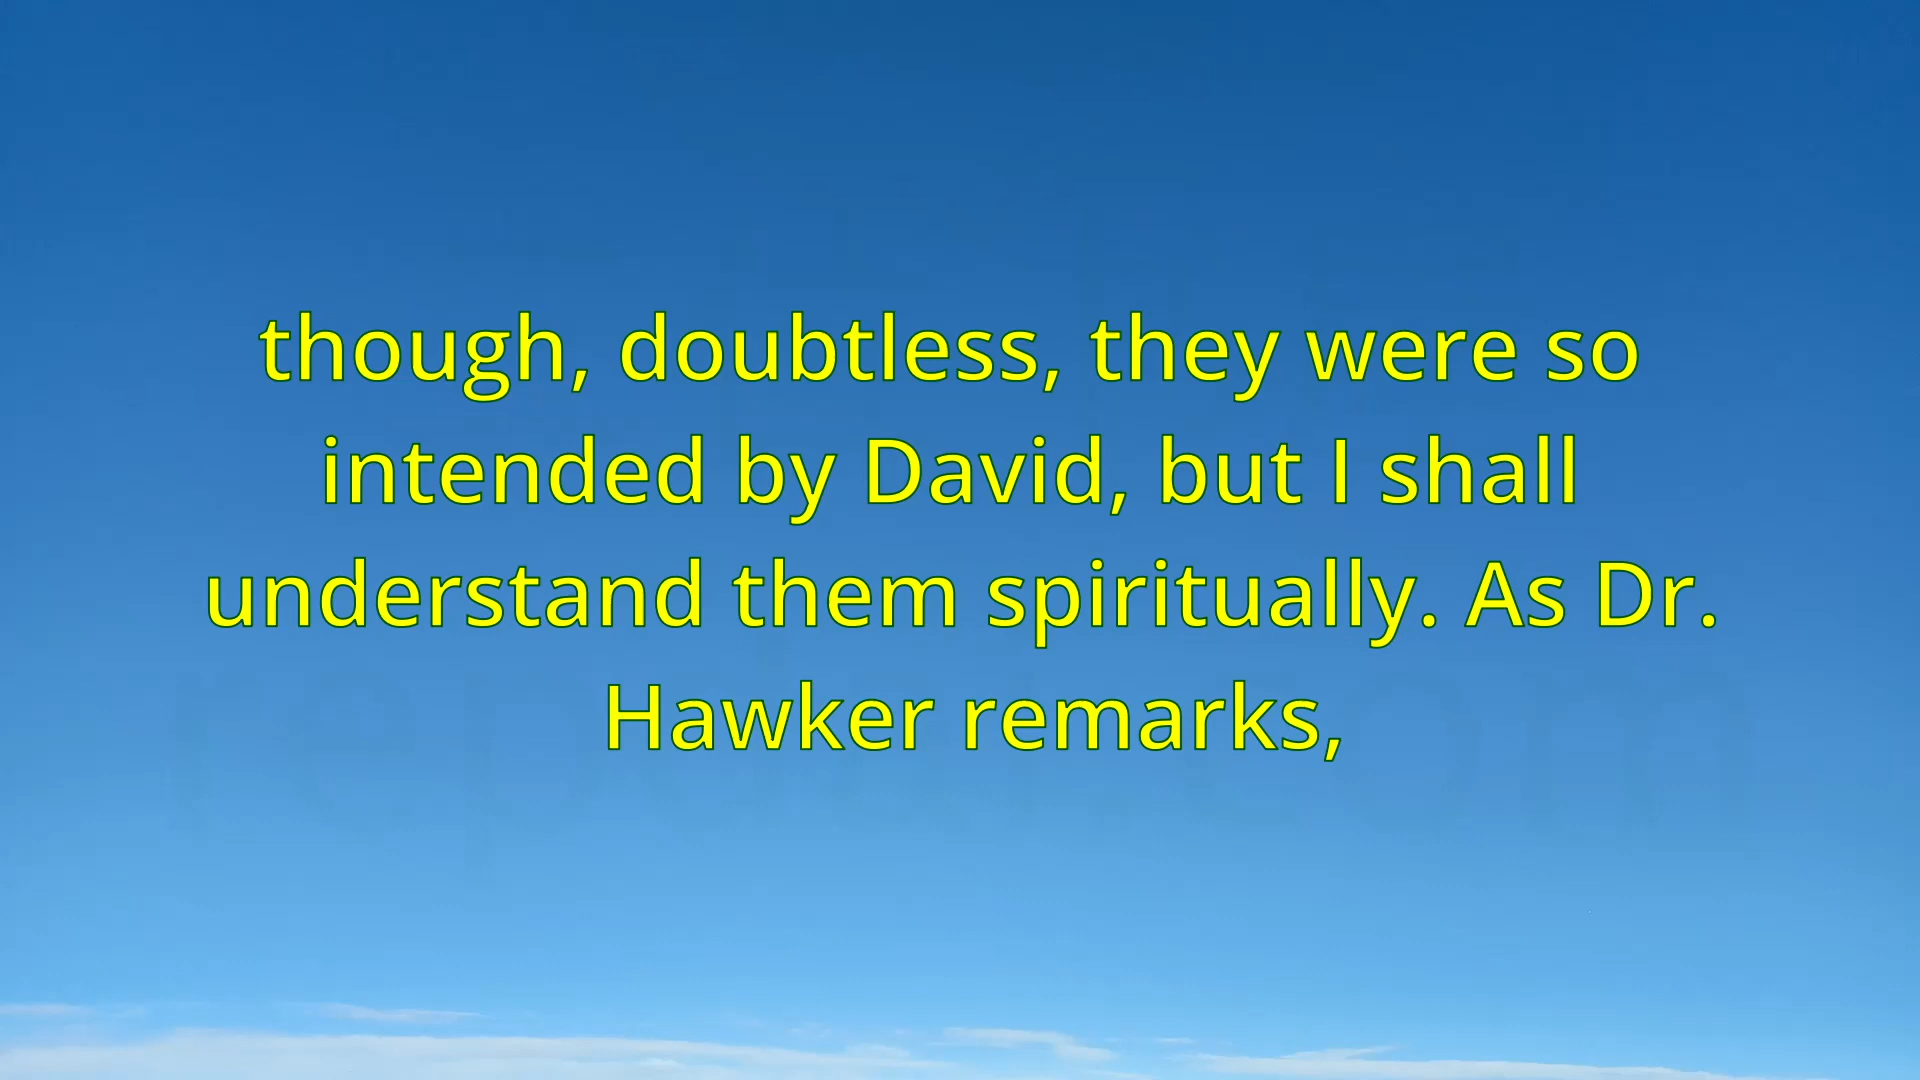 though, doubtless, they were so
intended by David, but I shall
understand them spiritually. As Dr.
Hawker remarks,